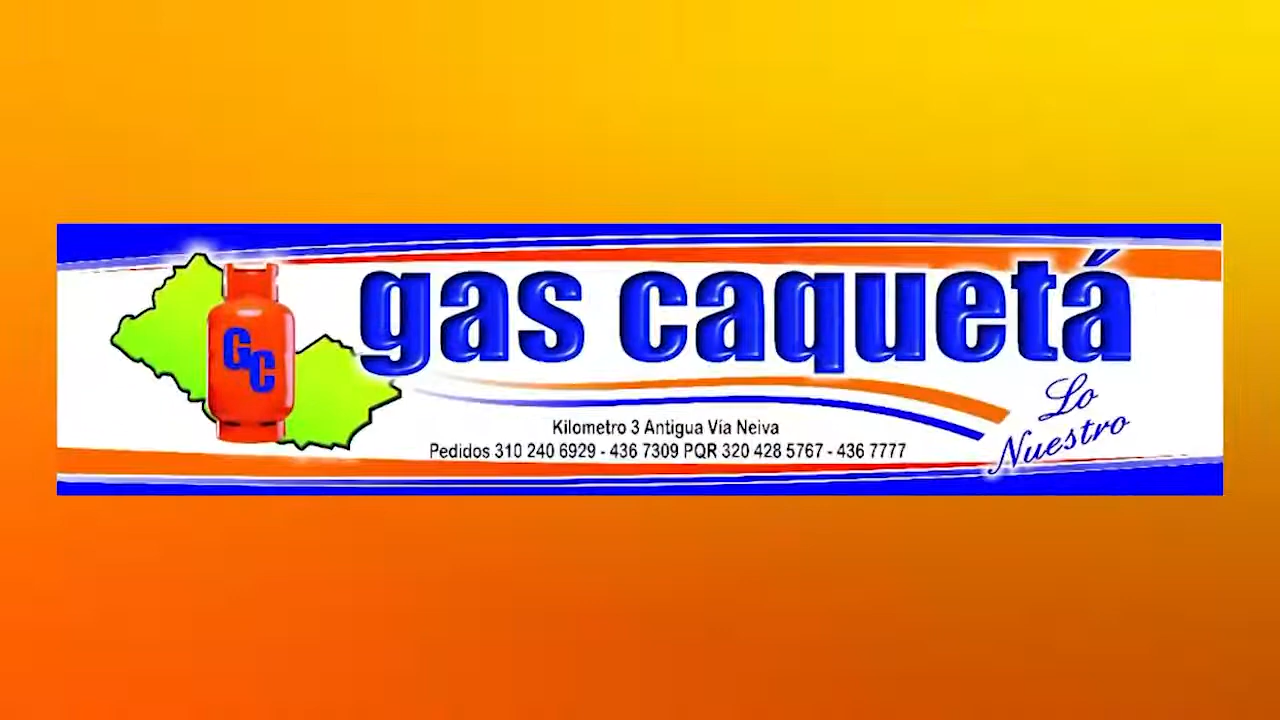 gas caquetá
GC
Lo
Nuestro
Kilometro 3 Antigua Vía Neiva
Pedidos 310 240 6929 - 436 7309 PQR 320 428 5767 - 436 7777